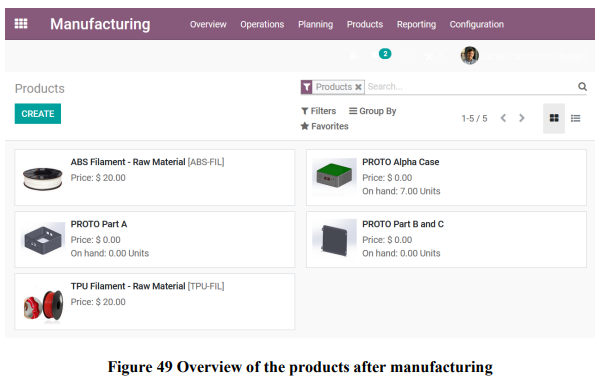 Manufacturing Overview Operations Planning Products Reporting Configuration
2
Products
Products ✖ Search...
CREATE
Filters Group By
Favorites
1-5 / 5
ABS Filament - Raw Material [ABS-FIL]
Price: $ 20.00
PROTO Alpha Case
Price: $ 0.00
On hand: 7.00 Units
PROTO Part A
Price: $ 0.00
On hand: 0.00 Units
PROTO Part B and C
Price: $ 0.00
On hand: 0.00 Units
TPU Filament - Raw Material [TPU-FIL]
Price: $ 20.00
Figure 49 Overview of the products after manufacturing